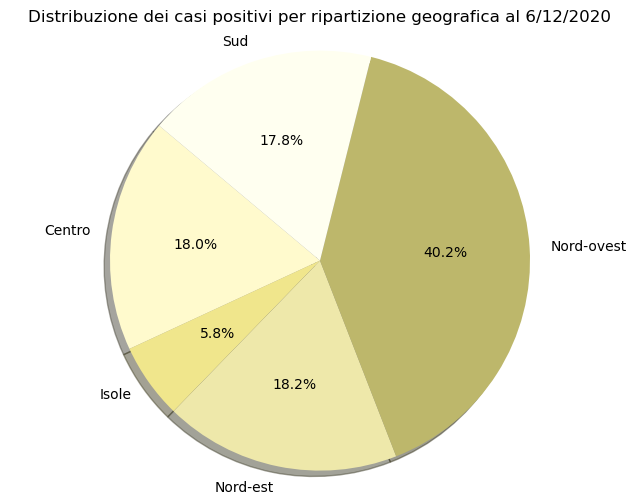 Distribuzione dei casi positivi per ripartizione geografica al 6/12/2020
Sud
17.8%
Centro
18.0%
Nord-ovest
40.2%
5.8%
Isole
18.2%
Nord-est